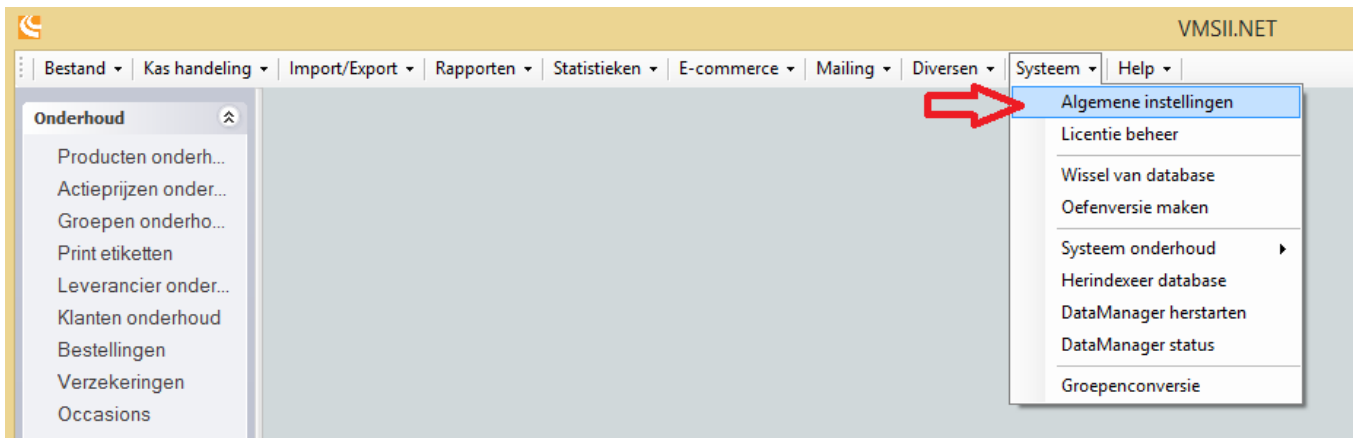 VMSII.NET
Bestand Kas handeling Import/Export Rapporten Statistieken E-commerce Mailing Diversen Systeem Help
Onderhoud
Producten onderh...
Actieprijzen onder...
Groepen onderho...
Print etiketten
Leverancier onder...
Klanten onderhoud
Bestellingen
Verzekeringen
Occasions
Algemene instellingen
Licentie beheer
Wissel van database
Oefenversie maken
Systeem onderhoud
Herindexeer database
DataManager herstarten
DataManager status
Groepenconversie